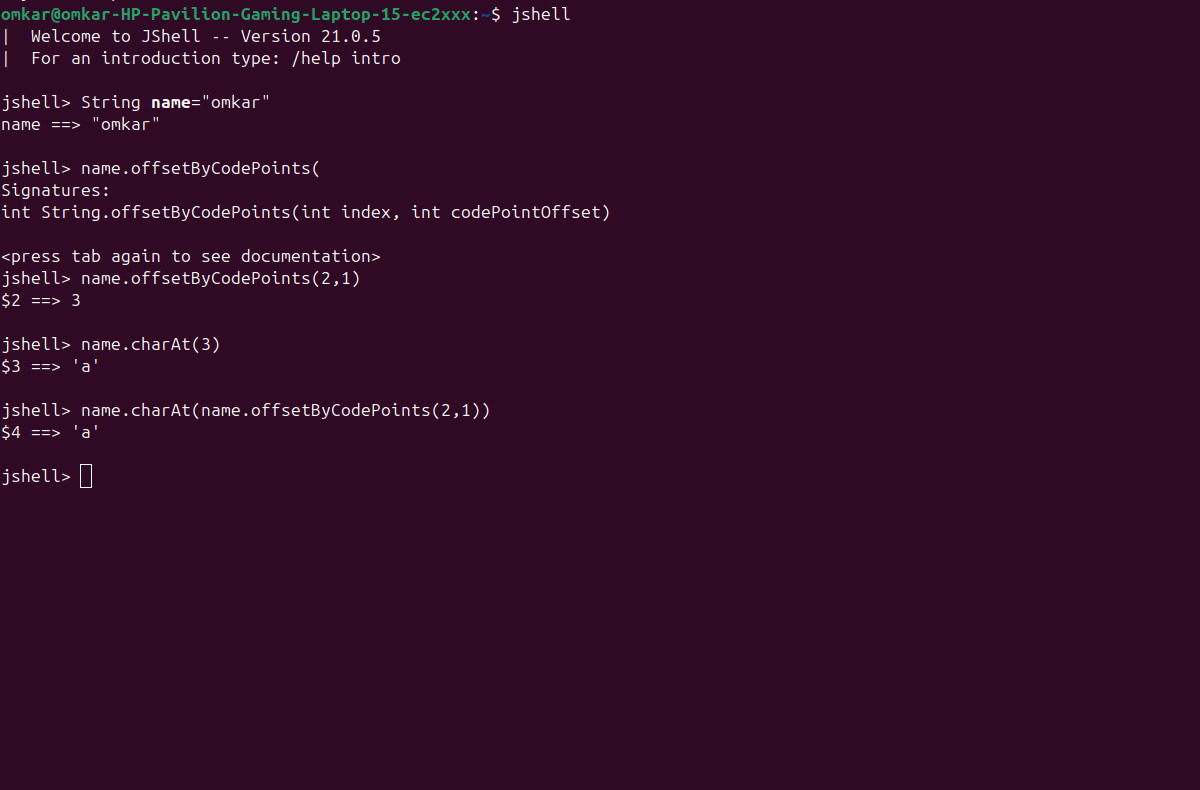 omkar@omkar-HP-Pavilion-Gaming-Laptop-15-ec2xxx:~$ jshell
|  Welcome to JShell -- Version 21.0.5
|  For an introduction type: /help intro
jshell> String name="omkar"
name ==> "omkar"
jshell> name.offsetByCodePoints(
Signatures:
int String.offsetByCodePoints(int index, int codePointOffset)
<press tab again to see documentation>
jshell> name.offsetByCodePoints(2,1)
$2 ==> 3
jshell> name.charAt(3)
$3 ==> 'a'
jshell> name.charAt(name.offsetByCodePoints(2,1))
$4 ==> 'a'
jshell>